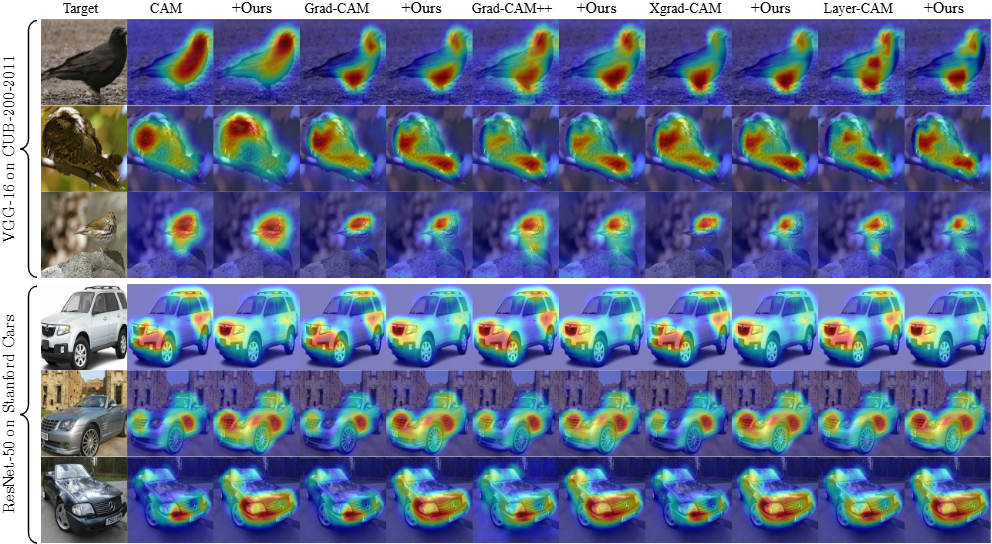 Target CAM +Ours Grad-CAM +Ours Grad-CAM++ +Ours Xgrad-CAM +Ours Layer-CAM +Ours
VGG-16 on CUB-200-2011
ResNet-50 on Stanford Cars